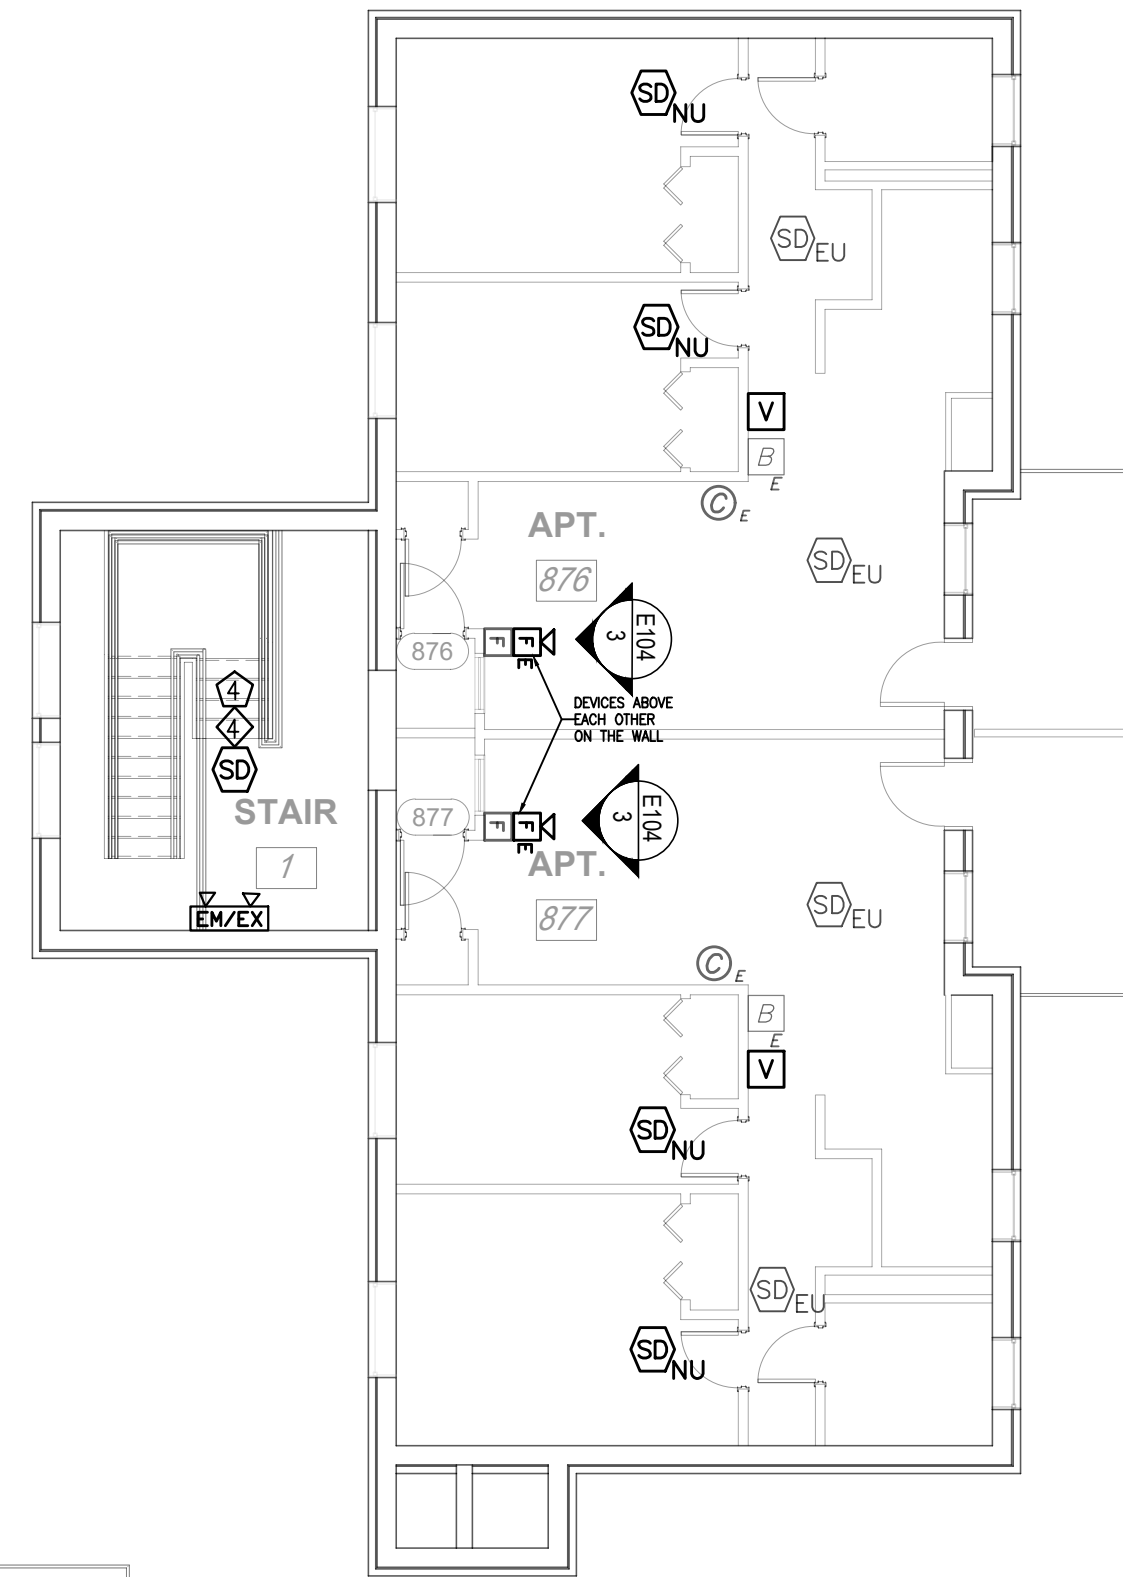 SD
NU
SD
EU
SD
NU
V
B
E
C
E
APT.
876
SD
EU
876
F
F
E
E104
3
DEVICES ABOVE
EACH OTHER
ON THE WALL
4
4
SD
STAIR
1
EM/EX
877
F
F
E
E104
3
APT.
877
SD
EU
C
E
B
E
V
SD
NU
SD
EU
SD
NU